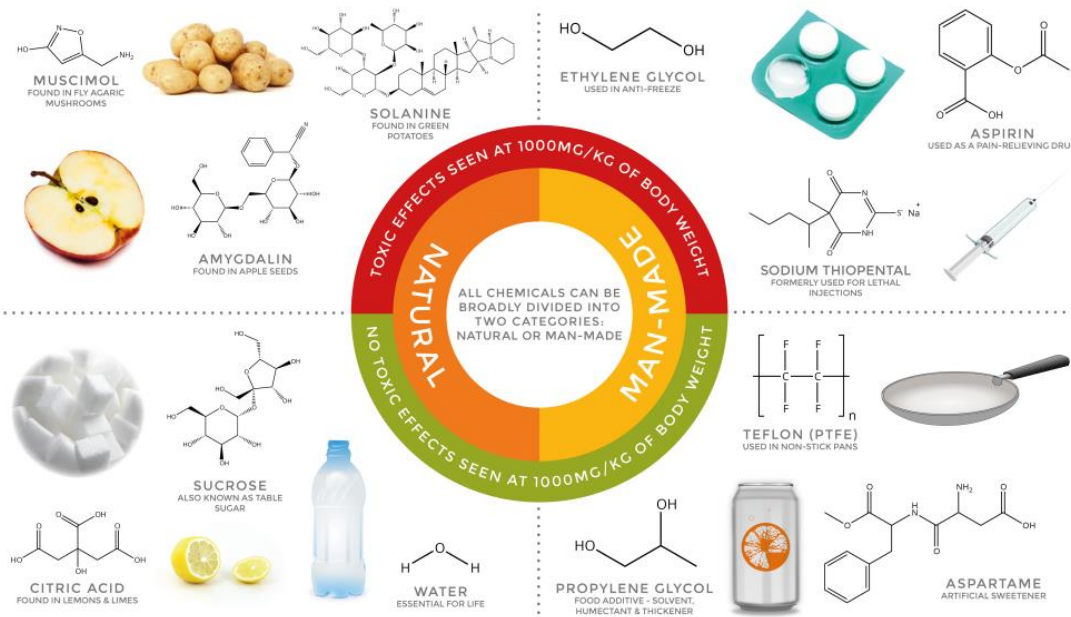 MUSCIMOL
FOUND IN FLY AGARIC
MUSHROOMS
SOLANINE
FOUND IN GREEN
POTATOES
AMYGDALIN
FOUND IN APPLE SEEDS
ETHYLENE GLYCOL
USED IN ANTI-FREEZE
ASPIRIN
USED AS A PAIN-RELIEVING DRU
SODIUM THIOPENTAL
FORMERLY USED FOR LETHAL
INJECTIONS
TOXIC EFFECTS SEEN AT 1000MG/KG OF BODY WEIGHT
NATURAL
MAN-MADE
ALL CHEMICALS CAN BE
BROADLY DIVIDED INTO
TWO CATEGORIES:
NATURAL OR MAN-MADE
NO TOXIC EFFECTS SEEN AT 1000MG/KG OF BODY WEIGHT
SUCROSE
ALSO KNOWN AS TABLE
SUGAR
CITRIC ACID
FOUND IN LEMONS & LIMES
WATER
ESSENTIAL FOR LIFE
TEFLON (PTFE)
USED IN NON-STICK PANS
PROPYLENE GLYCOL
FOOD ADDITIVE - SOLVENT,
HUMECTANT & THICKENER
ASPARTAME
ARTIFICIAL SWEETENER